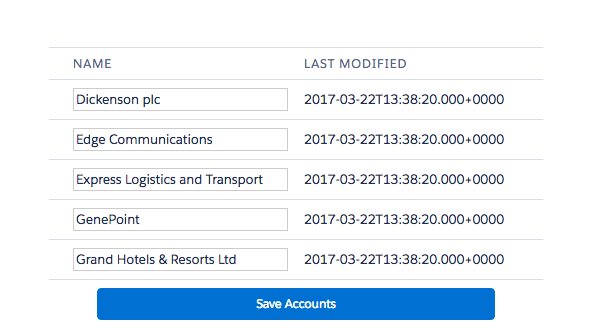 NAME LAST MODIFIED
Dickenson plc 2017-03-22T13:38:20.000+0000
Edge Communications 2017-03-22T13:38:20.000+0000
Express Logistics and Transport 2017-03-22T13:38:20.000+0000
GenePoint 2017-03-22T13:38:20.000+0000
Grand Hotels & Resorts Ltd 2017-03-22T13:38:20.000+0000
Save Accounts